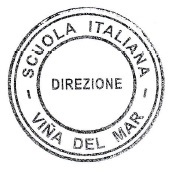 - SCUOLA ITALIANA -
DIREZIONE
VIÑA DEL MAR